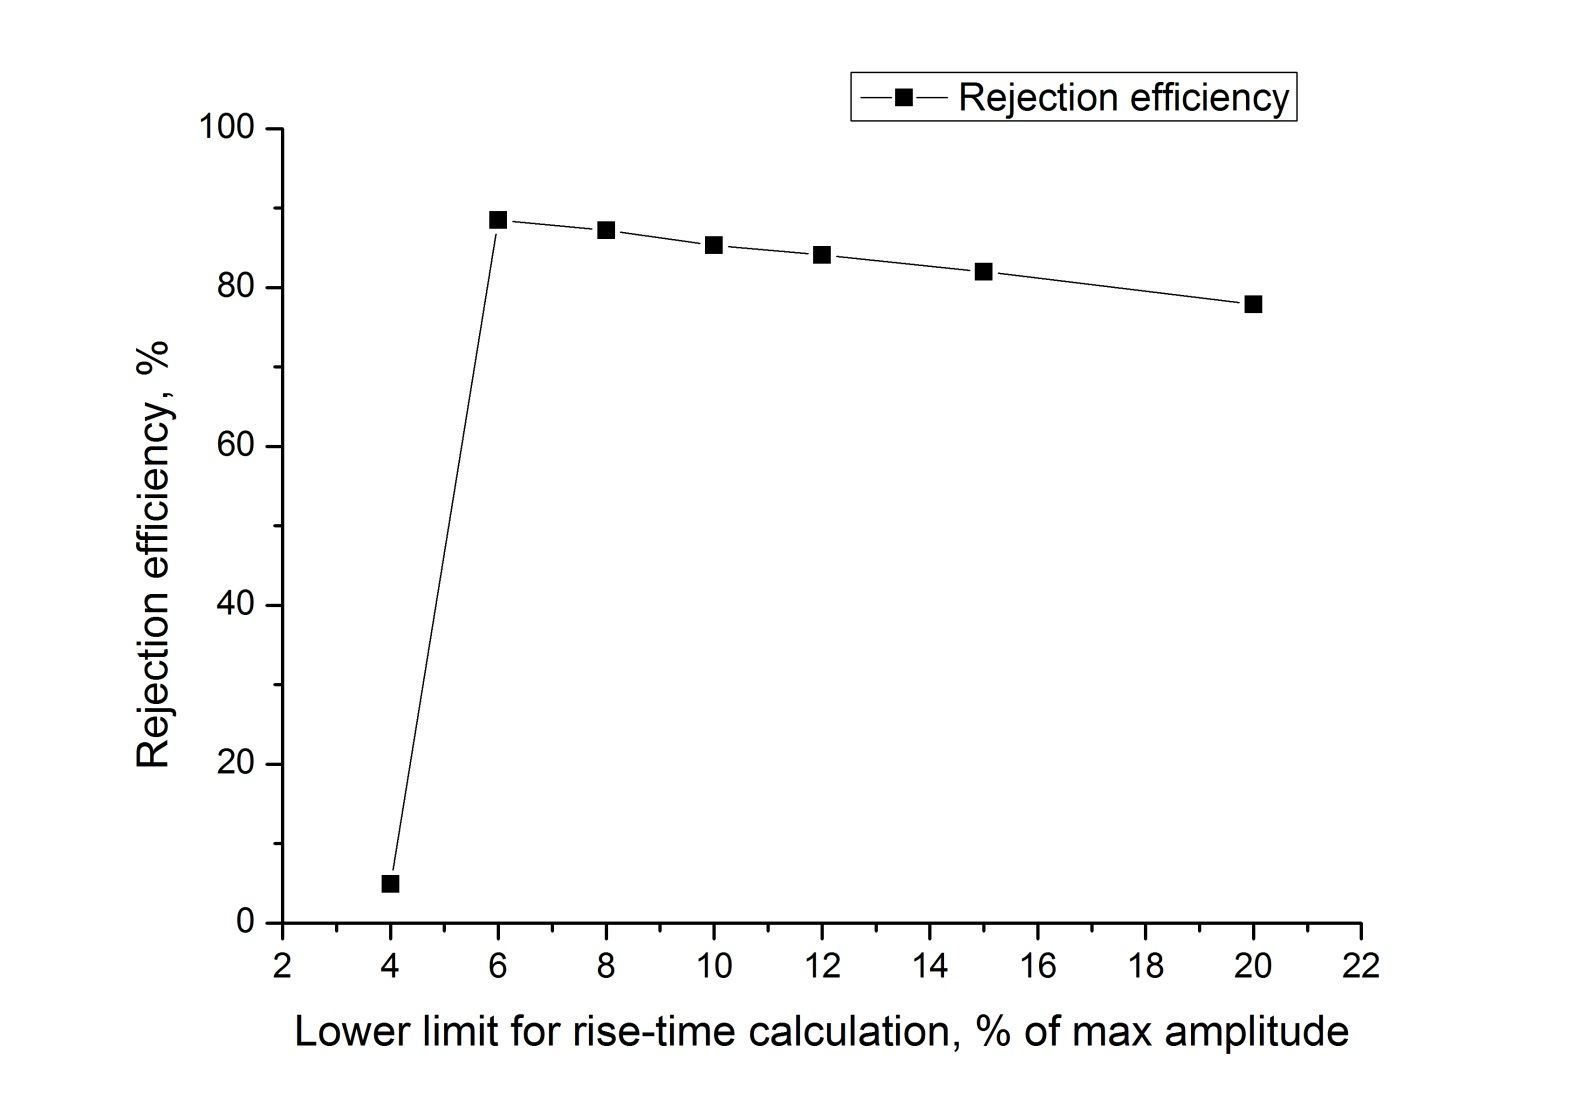 Rejection efficiency
100
80
60
40
20
0
Rejection efficiency, %
2 4 6 8 10 12 14 16 18 20 22
Lower limit for rise-time calculation, % of max amplitude